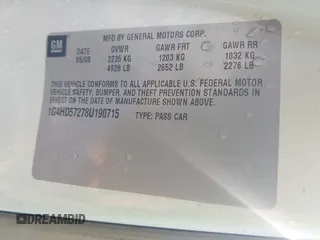 MFD BY GENERAL MOTORS CORP.
GM
DATE GVWR GAWR FRT GAWR RR
05/08 2235 KG 1203 KG 1032 KG
4928 LB 2652 LB 2276 LB
THIS VEHICLE CONFORMS TO ALL APPLICABLE U.S. FEDERAL MOTOR
VEHICLE SAFETY, BUMPER, AND THEFT PREVENTION STANDARDS IN
EFFECT ON THE DATE OF MANUFACTURE SHOWN ABOVE.
1G4HD57278U190715 TYPE: PASS CAR
DREAMBID